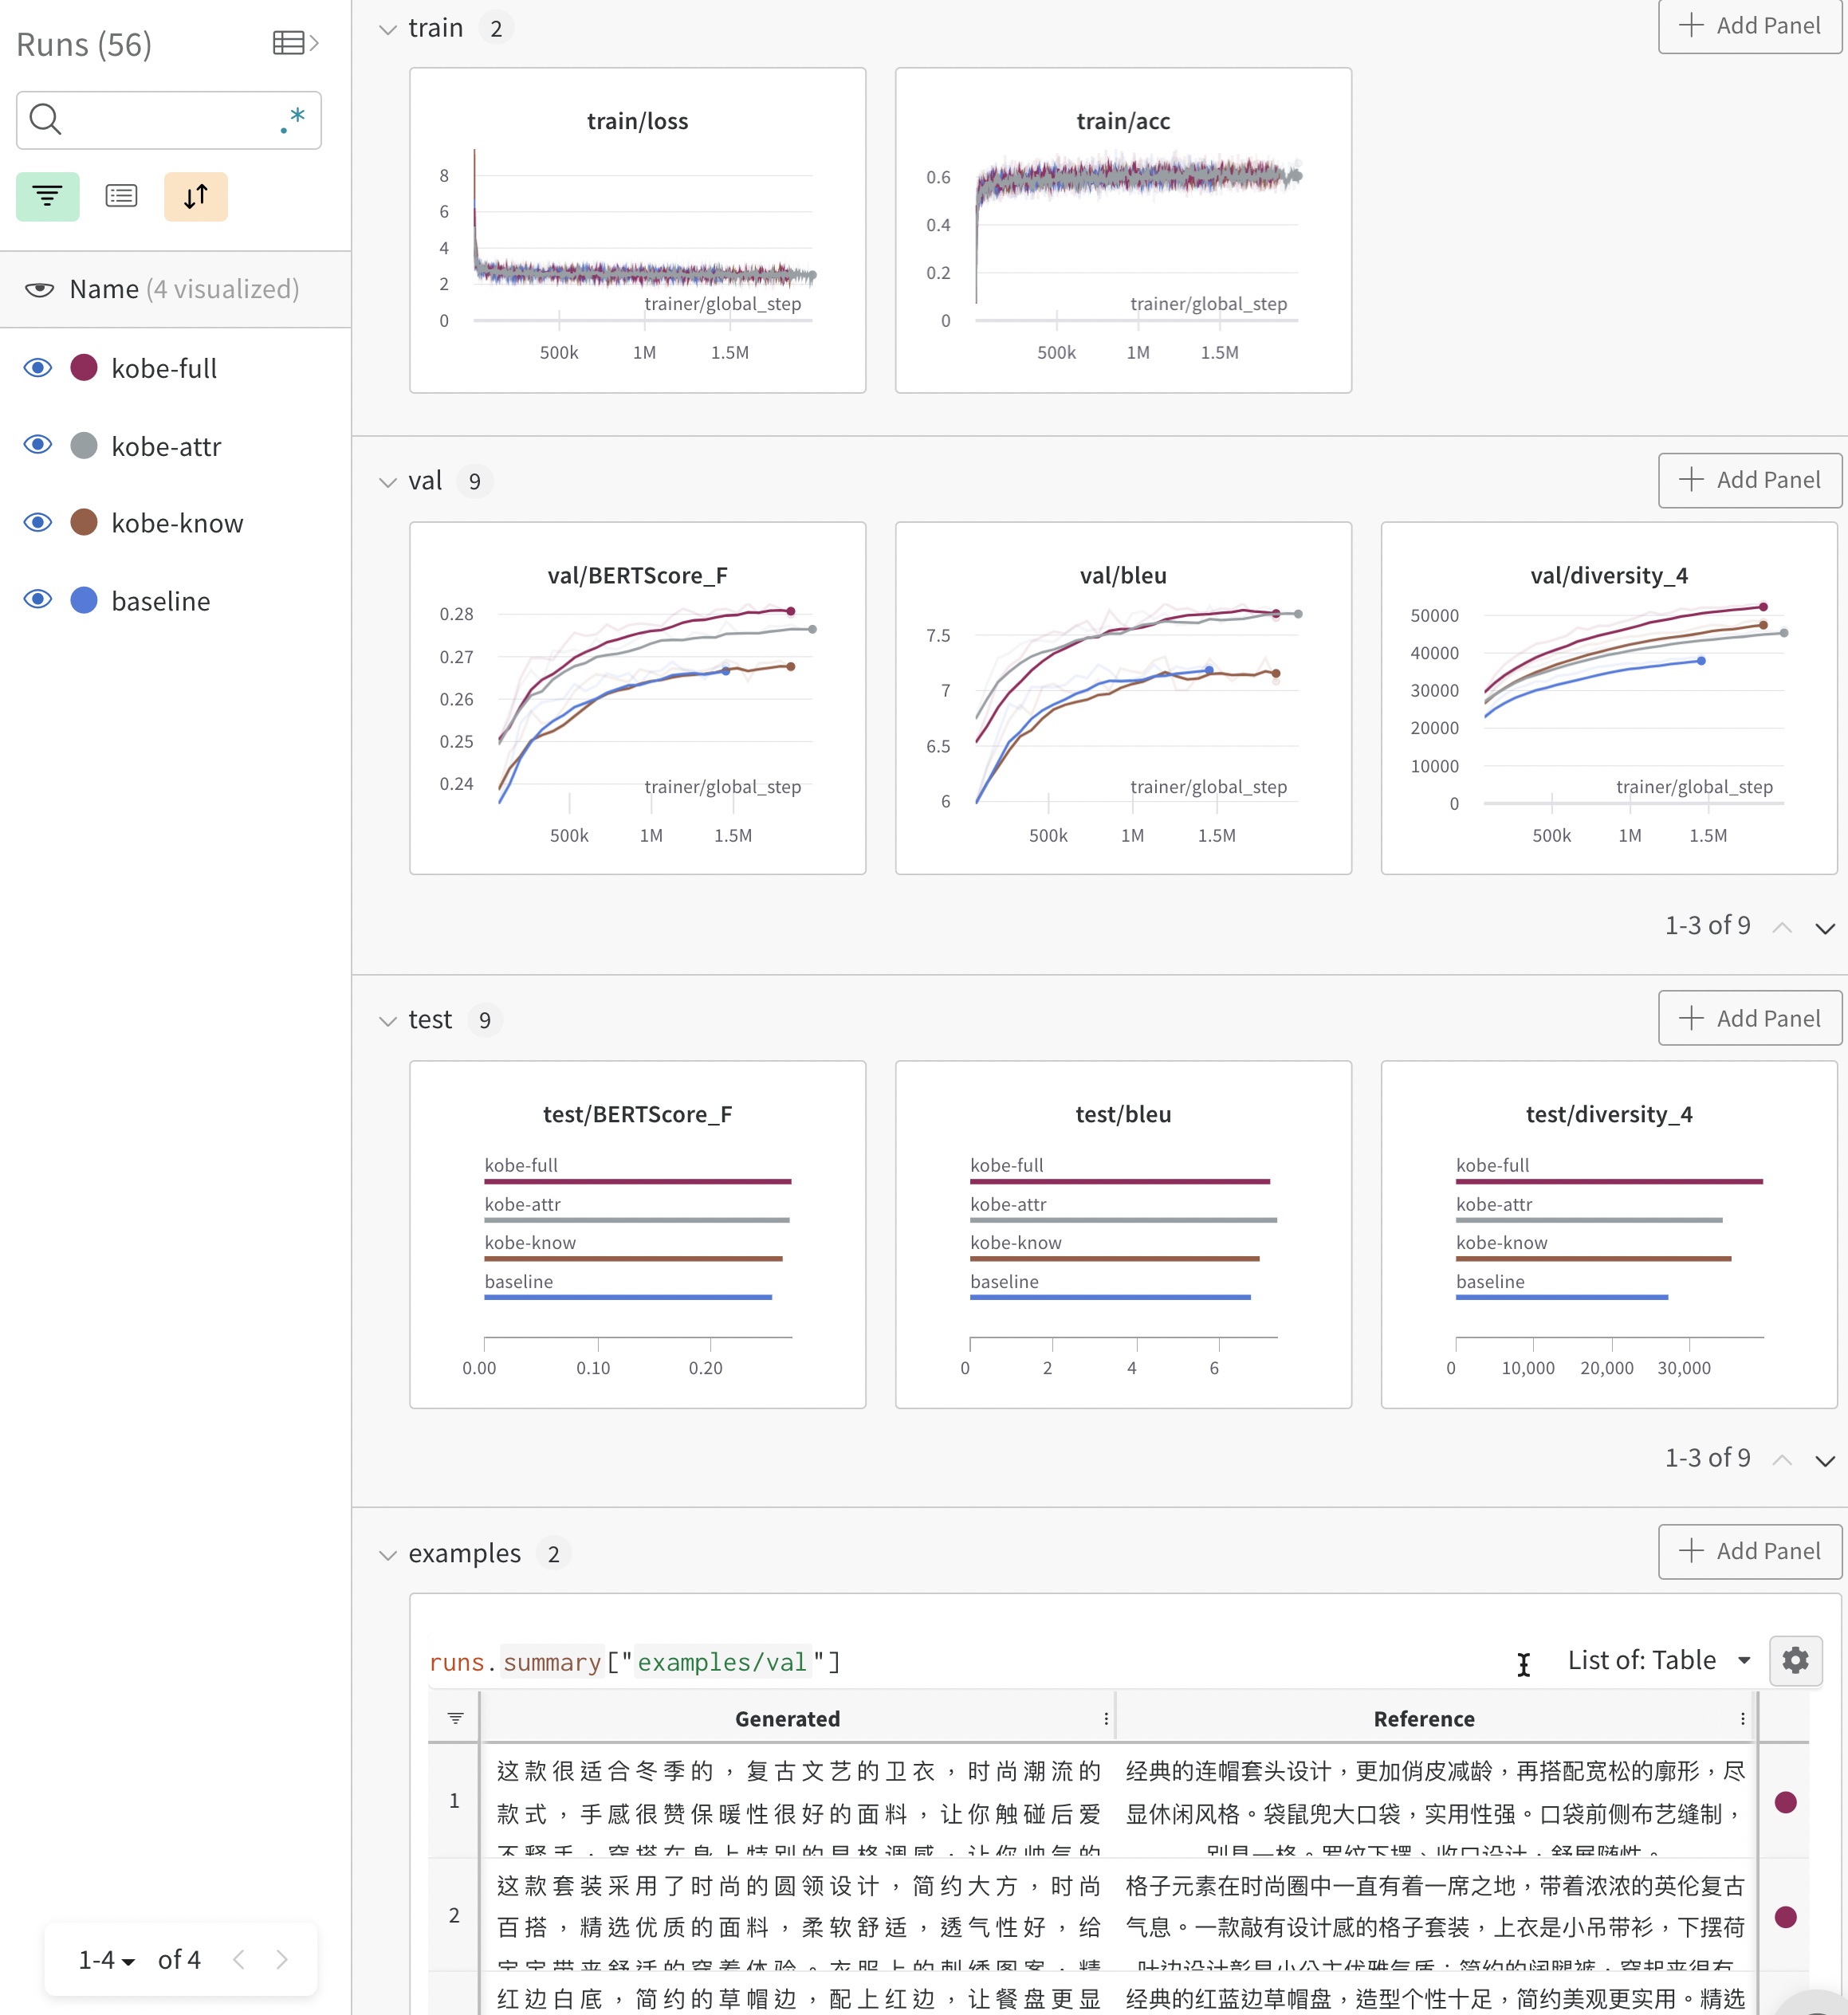 Runs (56)
.*
Name (4 visualized)
kobe-full
kobe-attr
kobe-know
baseline
1-4 of 4
train 2
Add Panel
train/loss
8
6
4
2
0
trainer/global_step
500k 1M 1.5M
train/acc
0.6
0.4
0.2
0
trainer/global_step
500k 1M 1.5M
val 9
Add Panel
val/BERTScore_F
0.28
0.27
0.26
0.25
0.24
trainer/global_step
500k 1M 1.5M
val/bleu
7.5
7
6.5
6
trainer/global_step
500k 1M 1.5M
val/diversity_4
50000
40000
30000
20000
10000
0
trainer/global_step
500k 1M 1.5M
1-3 of 9
test 9
Add Panel
test/BERTScore_F
kobe-full
kobe-attr
kobe-know
baseline
0.00 0.10 0.20
test/bleu
kobe-full
kobe-attr
kobe-know
baseline
0 2 4 6
test/diversity_4
kobe-full
kobe-attr
kobe-know
baseline
0 10,000 20,000 30,000
1-3 of 9
examples 2
Add Panel
runs.summary["examples/val"]
List of: Table
Generated Reference
1
这款很适合冬季的，复古文艺的卫衣，时尚潮流的
款式，手感很赞保暖性很好的面料，让你触碰后爱
经典的连帽套头设计，更加俏皮减龄，再搭配宽松的廓形，尽
显休闲风格。袋鼠兜大口袋，实用性强。口袋前侧布艺缝制，
别具一格。罗纹下摆、收口设计，舒展随性。
2
这款套装采用了时尚的圆领设计，简约大方，时尚
百搭，精选优质的面料，柔软舒适，透气性好，给
格子元素在时尚圈中一直有着一席之地，带着浓浓的英伦复古
气息。一款敲有设计感的格子套装，上衣是小吊带衫，下摆荷
红边白底，简约的草帽边，配上红边，让餐盘更显
经典的红蓝边草帽盘，造型个性十足，简约美观更实用。精选